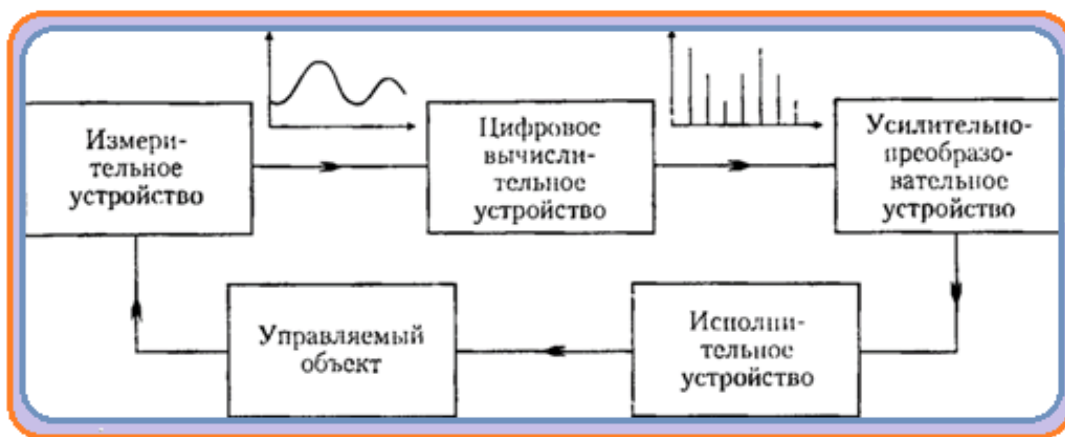 Измери-
тельное
устройство
Цифровое
вычисли-
тельное
устройство
Усилительно-
преобразо-
вательное
устройство
Управляемый
объект
Исполни-
тельное
устройство